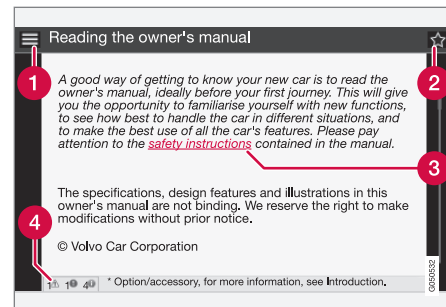 Reading the owner's manual
1
2
A good way of getting to know your new car is to read the
owner's manual, ideally before your first journey. This will give
you the opportunity to familiarise yourself with new functions,
to see how best to handle the car in different situations, and
to make the best use of all the car's features. Please pay
attention to the safety instructions contained in the manual.
3
The specifications, design features and illustrations in this
owner's manual are not binding. We reserve the right to make
modifications without prior notice.
4
© Volvo Car Corporation
1 1 4 * Option/accessory, for more information, see Introduction.
G050532